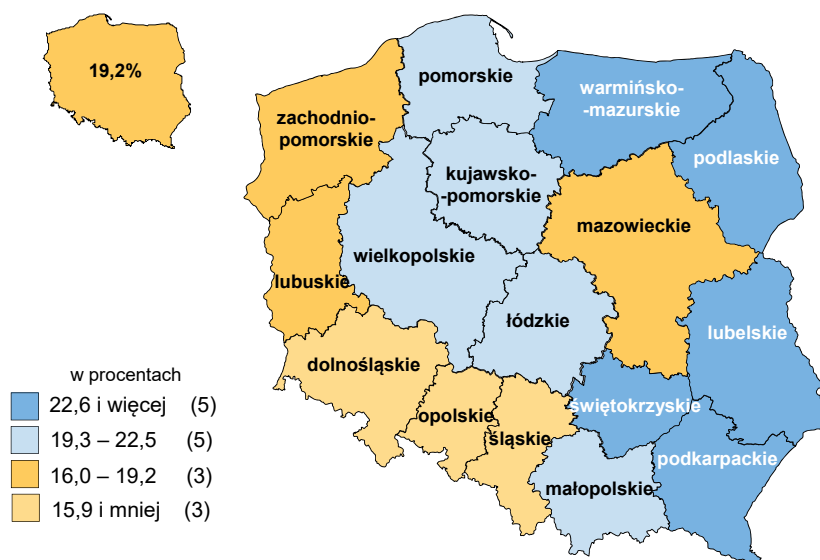 19,2%
pomorskie
warmińsko-
-mazurskie
zachodnio-
pomorskie
podlaskie
kujawsko-
-pomorskie
mazowieckie
wielkopolskie
lubuskie
łódzkie
lubelskie
dolnośląskie
opolskie
świętokrzyskie
śląskie
podkarpackie
małopolskie
w procentach
22,6 i więcej (5)
19,3 – 22,5 (5)
16,0 – 19,2 (3)
15,9 i mniej (3)